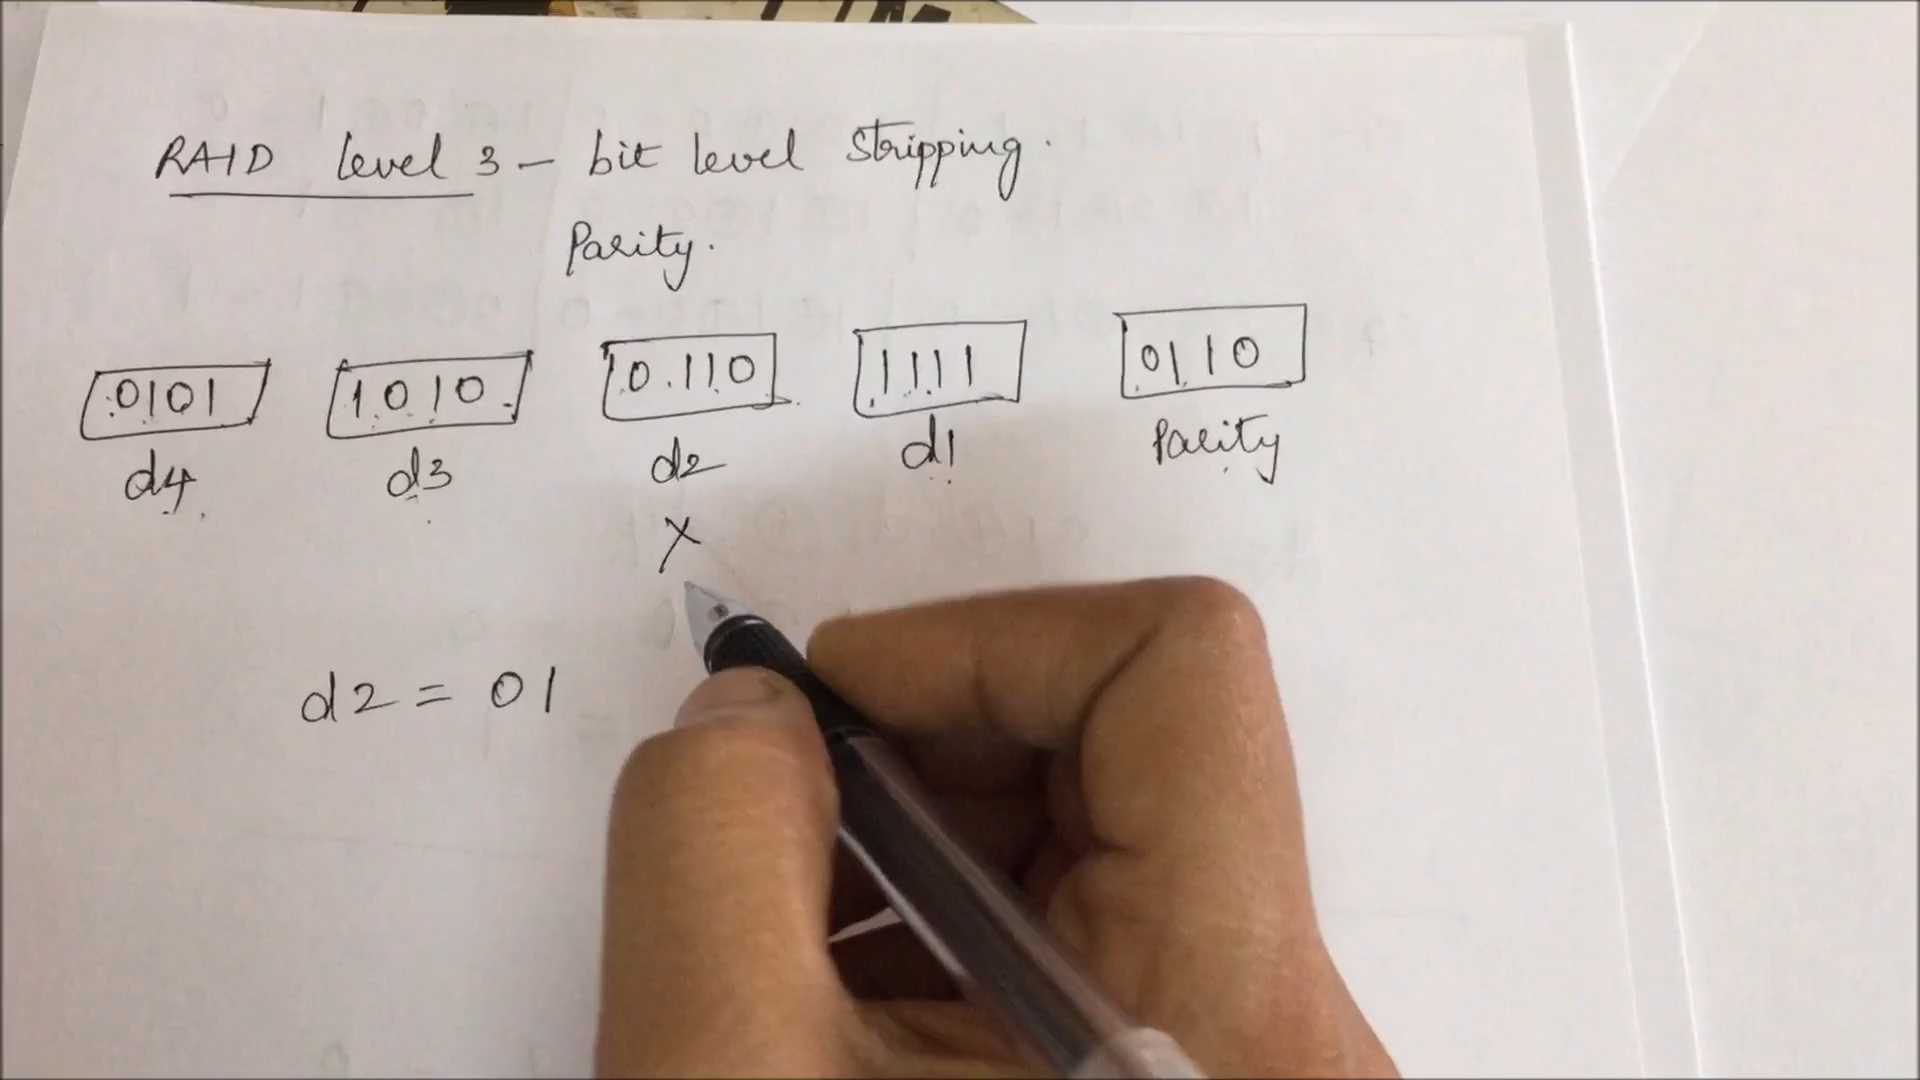 RAID level 3 - bit level Stripping.
Parity.
0101 1010 0110 1111 0110
d4 d3 d2 d1 Parity
X
d2 = 01